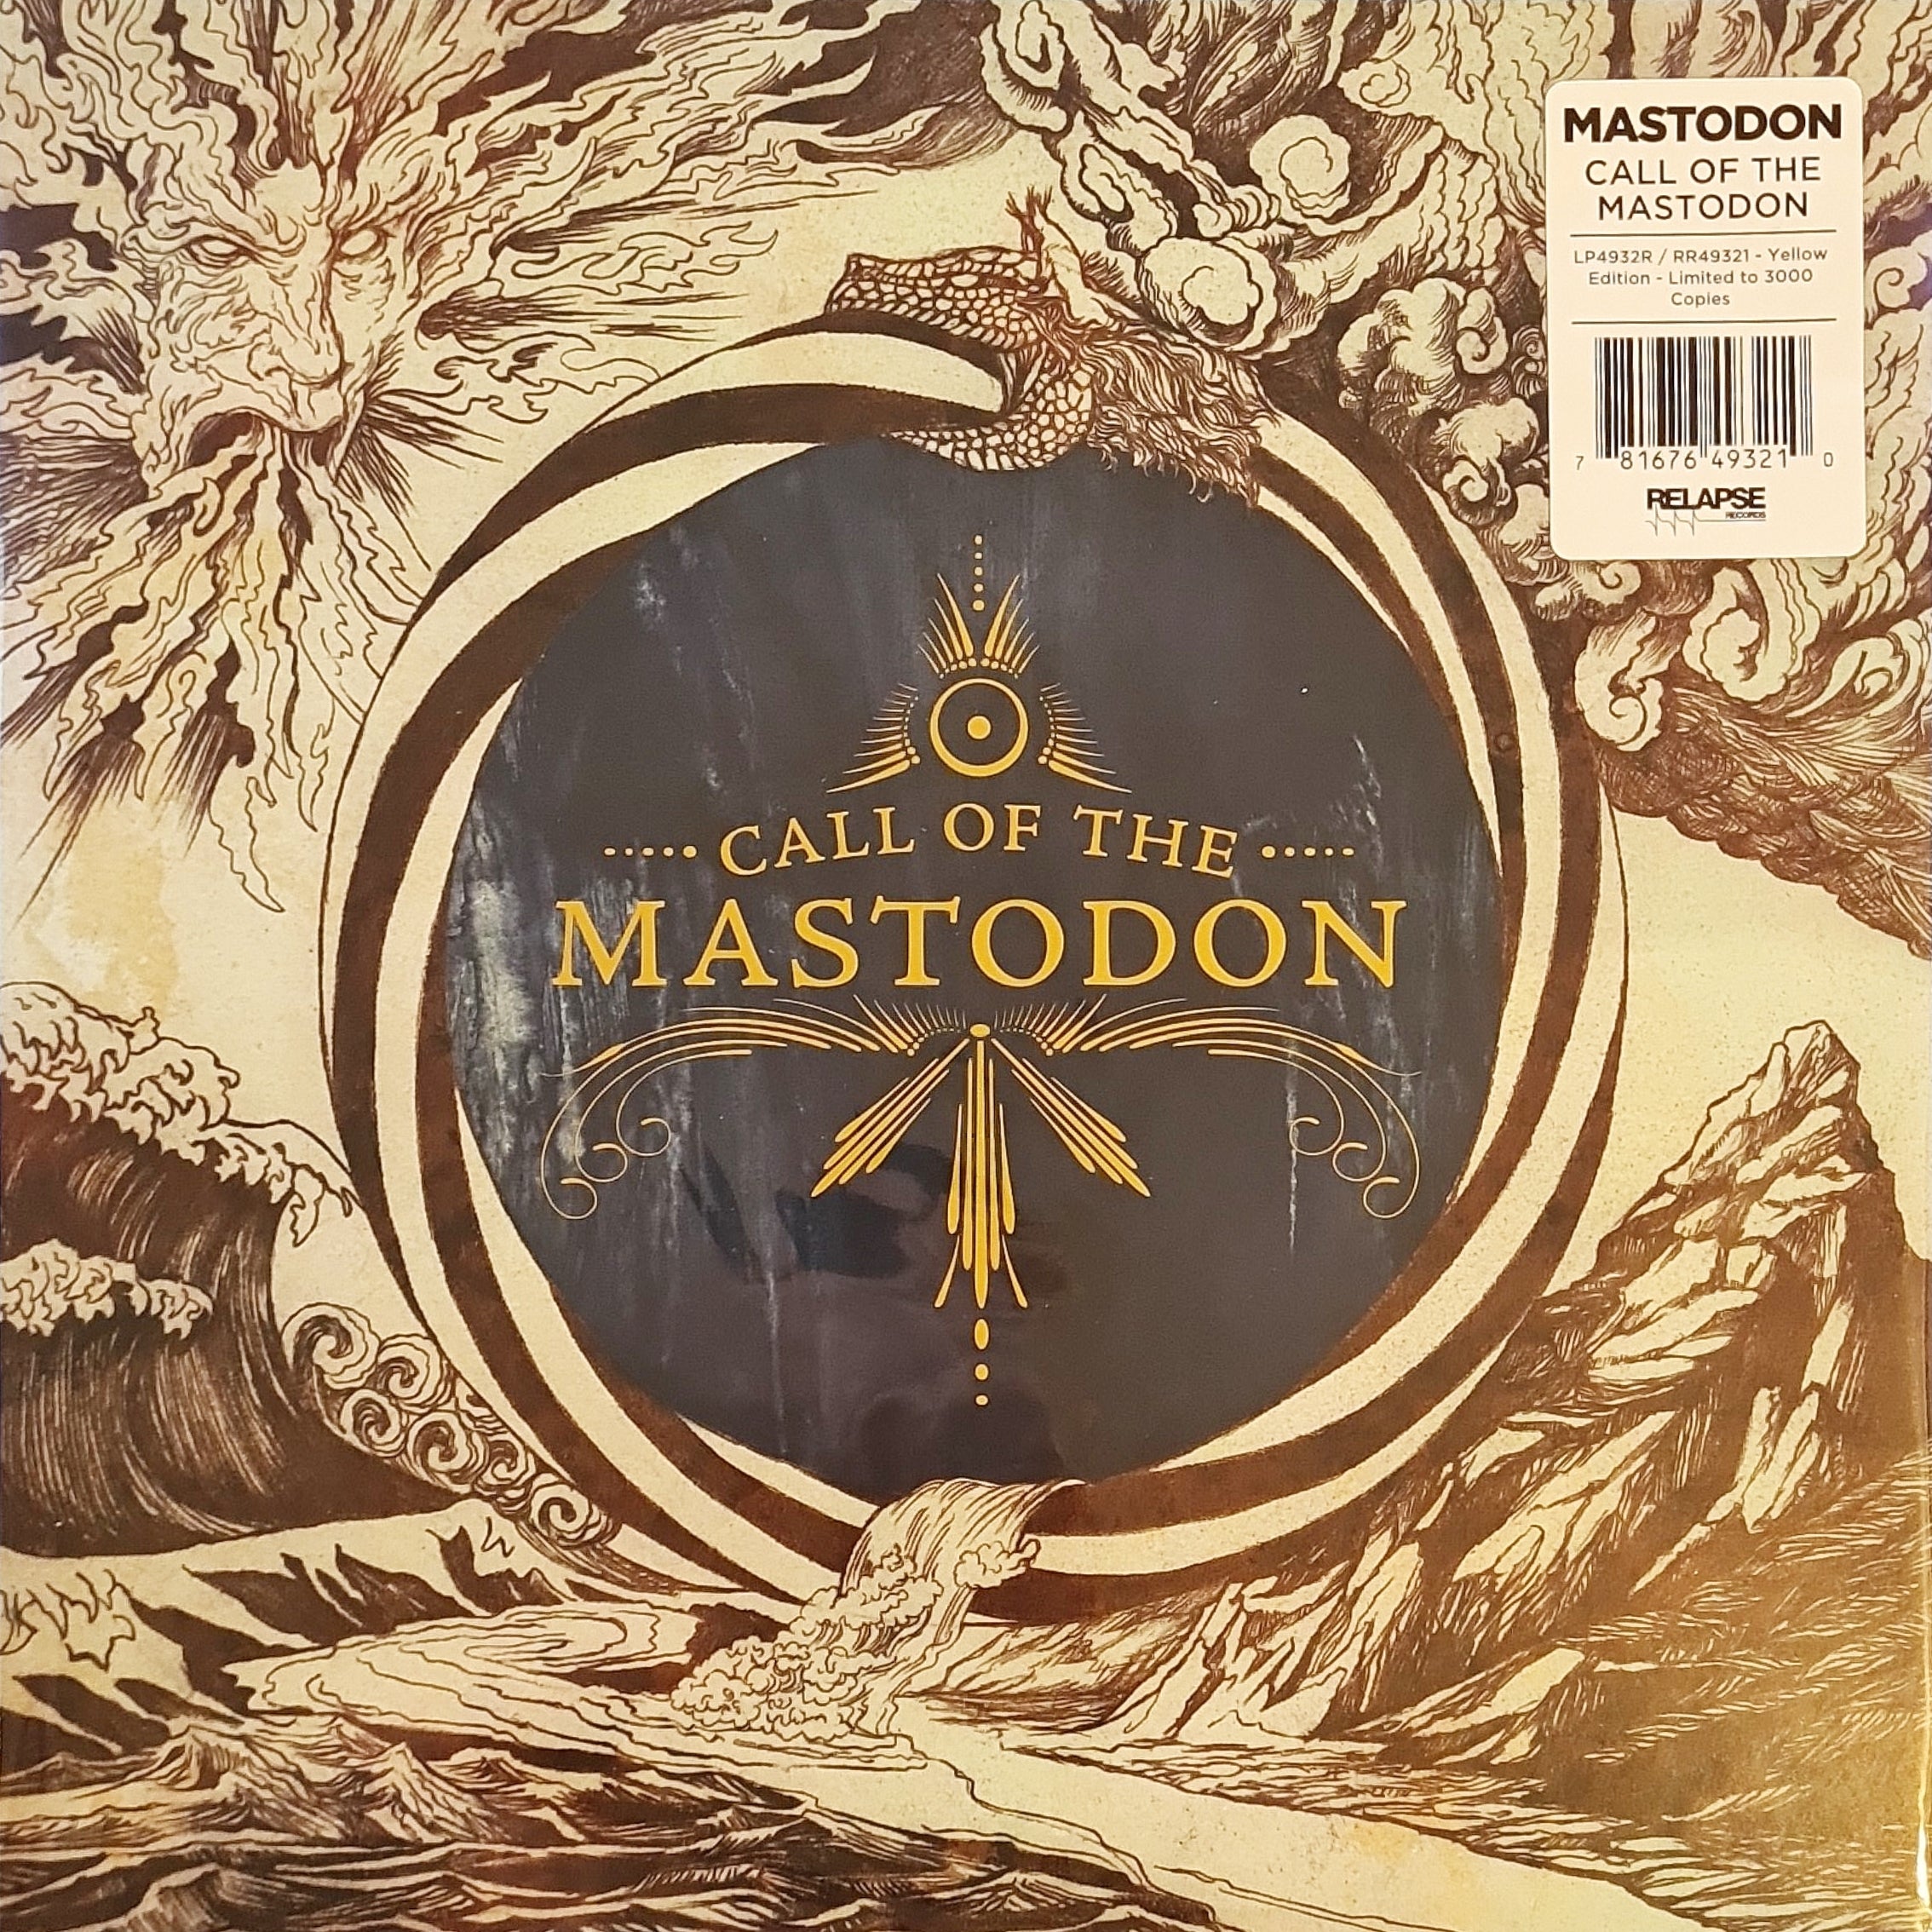 MASTODON
CALL OF THE
MASTODON
LP4932R / RR49321 - Yellow
Edition - Limited to 3000
Copies
7 81676 49321 0
RELAPSE
RECORDS
CALL OF THE
MASTODON